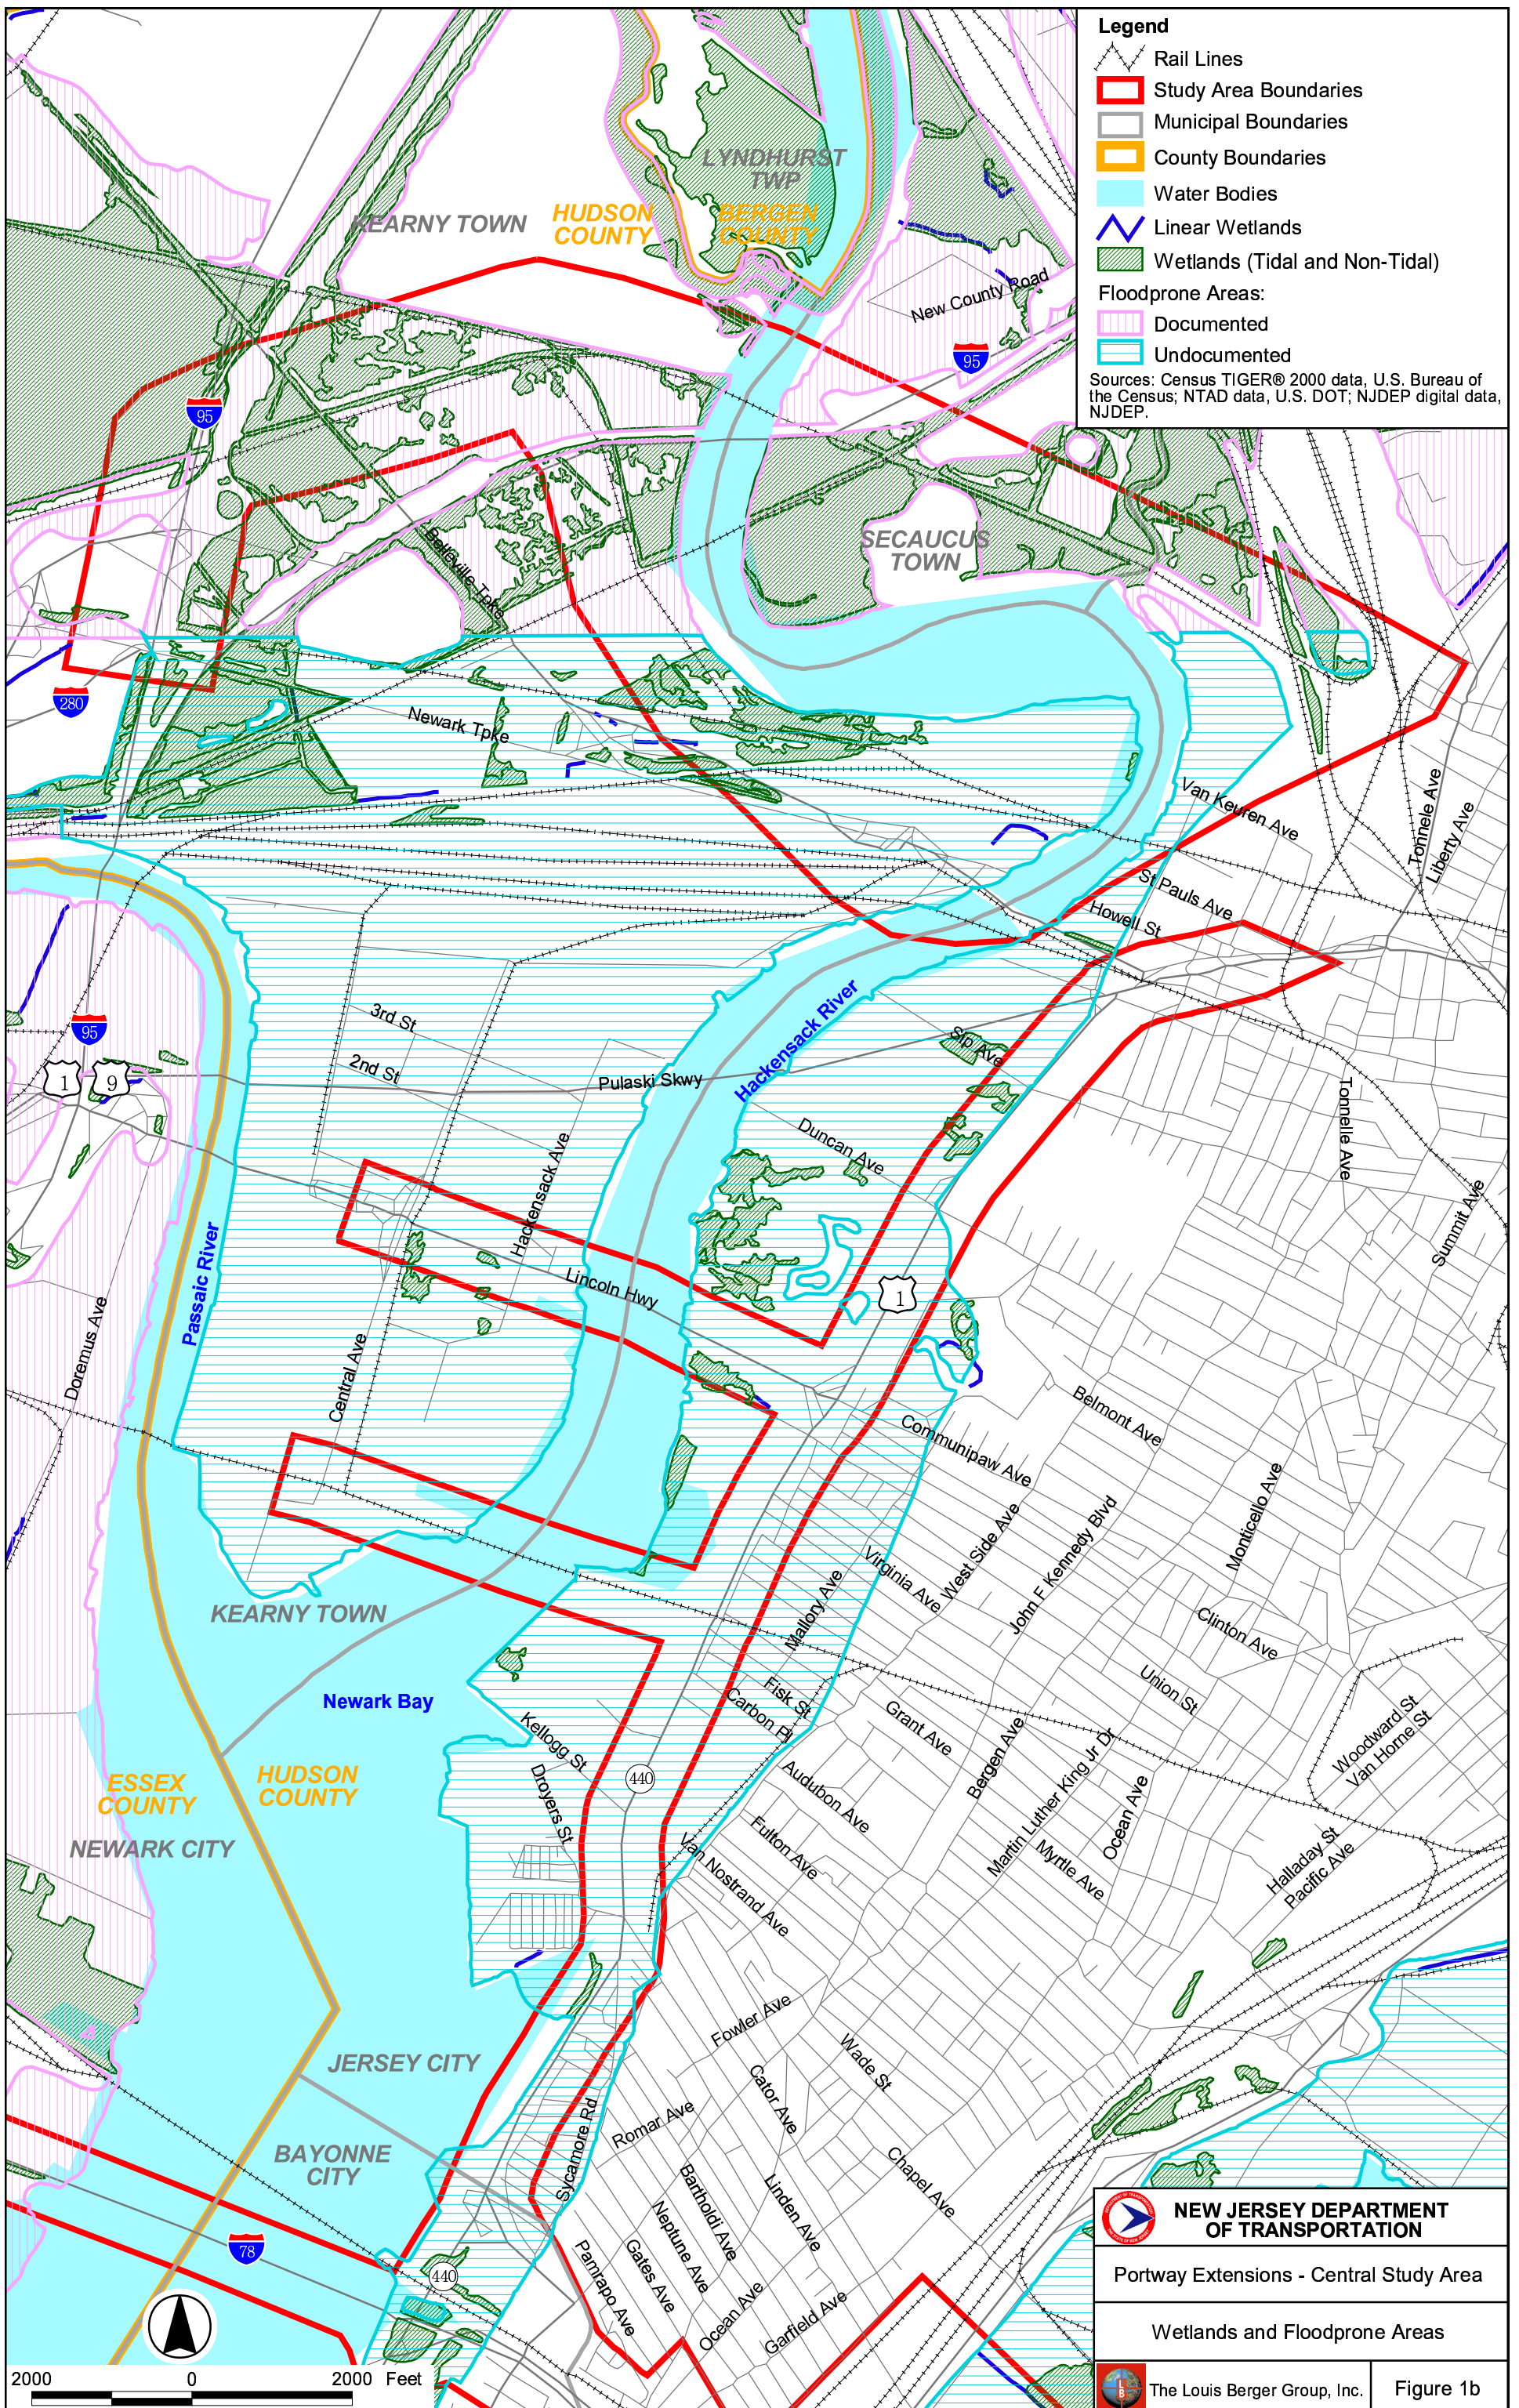 Legend
Rail Lines
Study Area Boundaries
Municipal Boundaries
County Boundaries
Water Bodies
Linear Wetlands
Wetlands (Tidal and Non-Tidal)
Floodprone Areas:
Documented
Undocumented
Sources: Census TIGER® 2000 data, U.S. Bureau of
the Census; NTAD data, U.S. DOT; NJDEP digital data,
NJDEP.
LYNDHURST
TWP
KEARNY TOWN
HUDSON
COUNTY
BERGEN
COUNTY
New County Road
95
95
SECAUCUS
TOWN
Belleville Tpke
280
Newark Tpke
Van Keuren Ave
Tonnele Ave
Liberty Ave
St Pauls Ave
Howell St
Hackensack River
95
3rd St
2nd St
Sip Ave
1
9
Pulaski Skwy
Tonnelle Ave
Duncan Ave
Hackensack Ave
Summit Ave
Passaic River
Lincoln Hwy
1
Doremus Ave
Central Ave
Belmont Ave
Communipaw Ave
West Side Ave
John F Kennedy Blvd
Monticello Ave
Virginia Ave
Mallory Ave
KEARNY TOWN
Clinton Ave
Union St
Newark Bay
Fisk St
Carbon Pl
Grant Ave
Woodward St
Van Horne St
Kellogg St
Droyers St
440
Bergen Ave
Martin Luther King Jr Dr
Audubon Ave
Ocean Ave
ESSEX
COUNTY
HUDSON
COUNTY
NEWARK CITY
Fulton Ave
Van Nostrand Ave
Myrtle Ave
Halladay St
Pacific Ave
Fowler Ave
Wade St
JERSEY CITY
Cator Ave
Romar Ave
Sycamore Rd
BAYONNE
CITY
Chapel Ave
Bartholdi Ave
Linden Ave
Neptune Ave
Gates Ave
Pamrapo Ave
Ocean Ave
Garfield Ave
78
440
2000 0 2000 Feet
NEW JERSEY DEPARTMENT
OF TRANSPORTATION
Portway Extensions - Central Study Area
Wetlands and Floodprone Areas
The Louis Berger Group, Inc.
Figure 1b